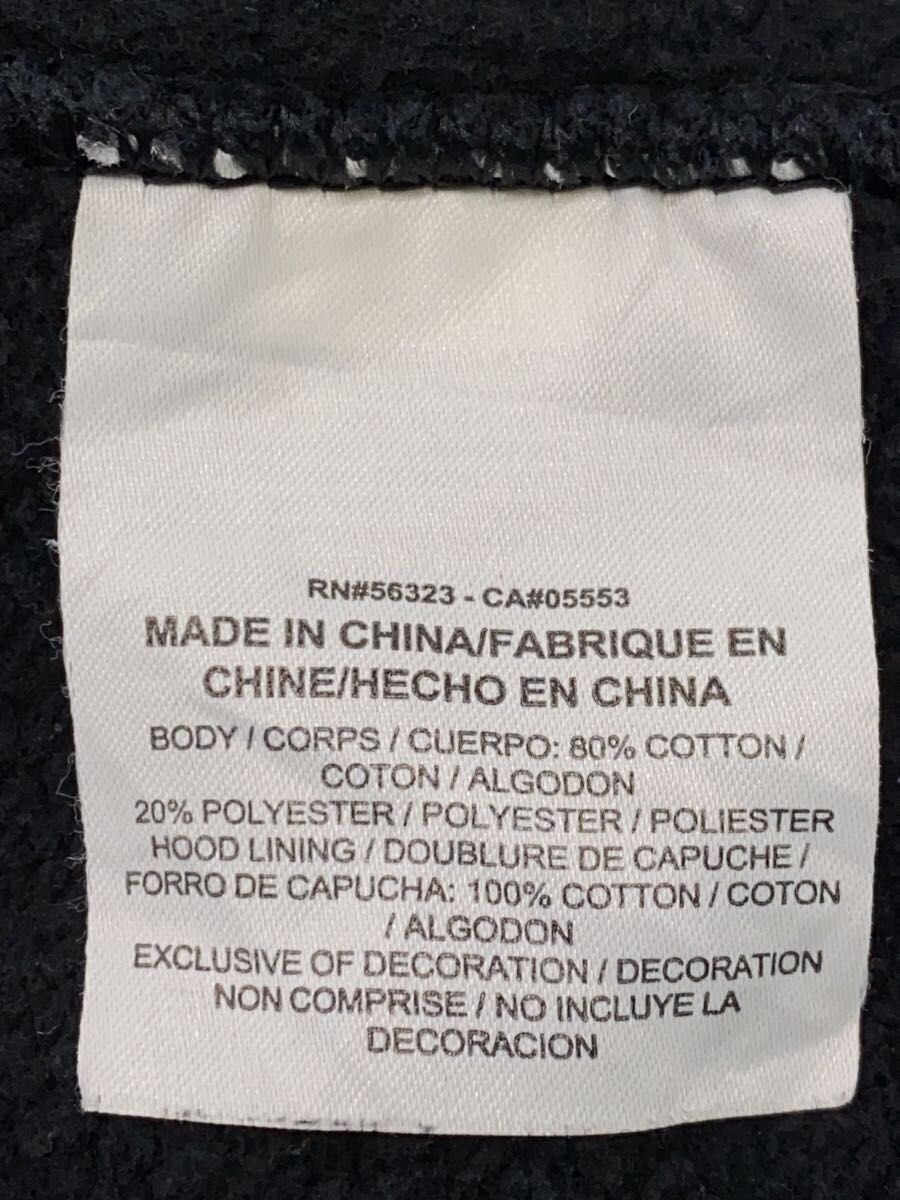 RN#56323 - CA#05553
MADE IN CHINA/FABRIQUE EN
CHINE/HECHO EN CHINA
BODY / CORPS / CUERPO: 80% COTTON /
COTON / ALGODON
20% POLYESTER / POLYESTER / POLIESTER
HOOD LINING / DOUBLURE DE CAPUCHE /
FORRO DE CAPUCHA: 100% COTTON / COTON
/ ALGODON
EXCLUSIVE OF DECORATION / DECORATION
NON COMPRISE / NO INCLUYE LA
DECORACION